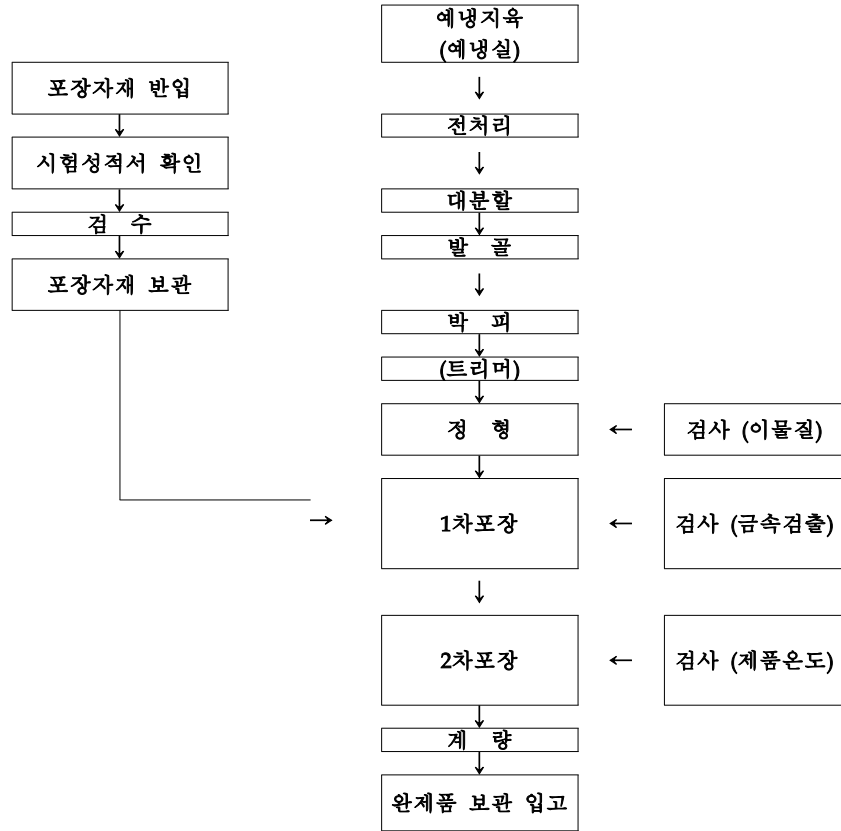 예냉지육
(예냉실)
↓
포장자재 반입
↓
시험성적서 확인
↓
검 수
↓
포장자재 보관
전처리
↓
대분할
↓
발 골
↓
박 피
↓
(트리머)
↓
정 형
←
검사 (이물질)
↓
→
1차포장
←
검사 (금속검출)
↓
2차포장
←
검사 (제품온도)
↓
계 량
↓
완제품 보관 입고